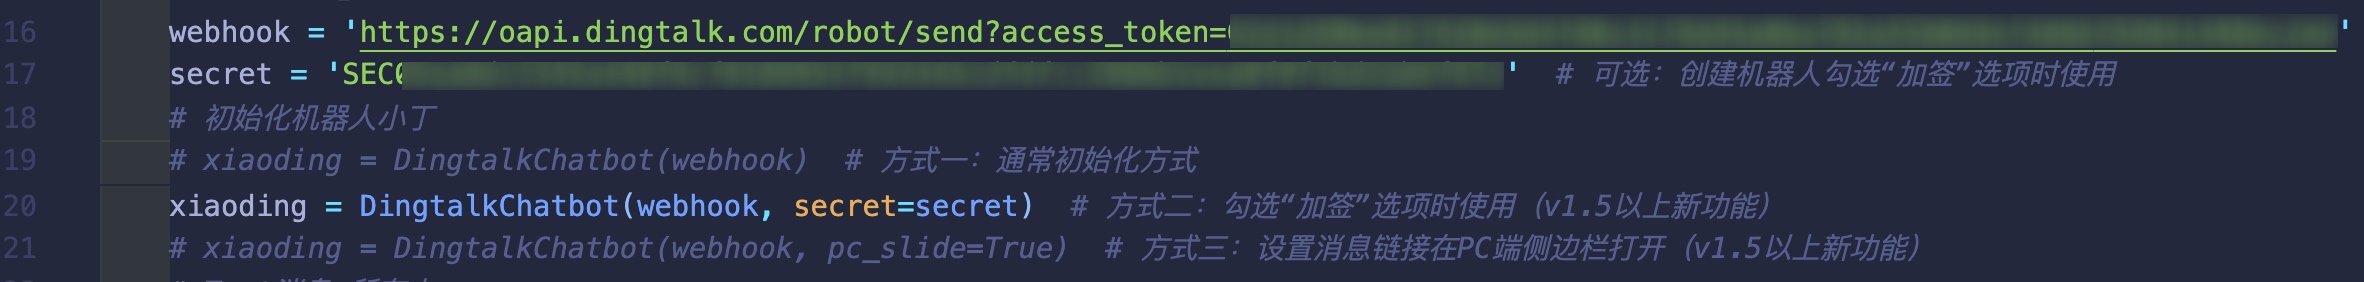 16 webhook = 'https://oapi.dingtalk.com/robot/send?access_token= '
17 secret = 'SEC ' # 可选：创建机器人勾选“加签”选项时使用
18 # 初始化机器人小丁
19 # xiaoding = DingtalkChatbot(webhook) # 方式一：通常初始化方式
20 xiaoding = DingtalkChatbot(webhook, secret=secret) # 方式二：勾选“加签”选项时使用（v1.5以上新功能）
21 # xiaoding = DingtalkChatbot(webhook, pc_slide=True) # 方式三：设置消息链接在PC端侧边栏打开（v1.5以上新功能）